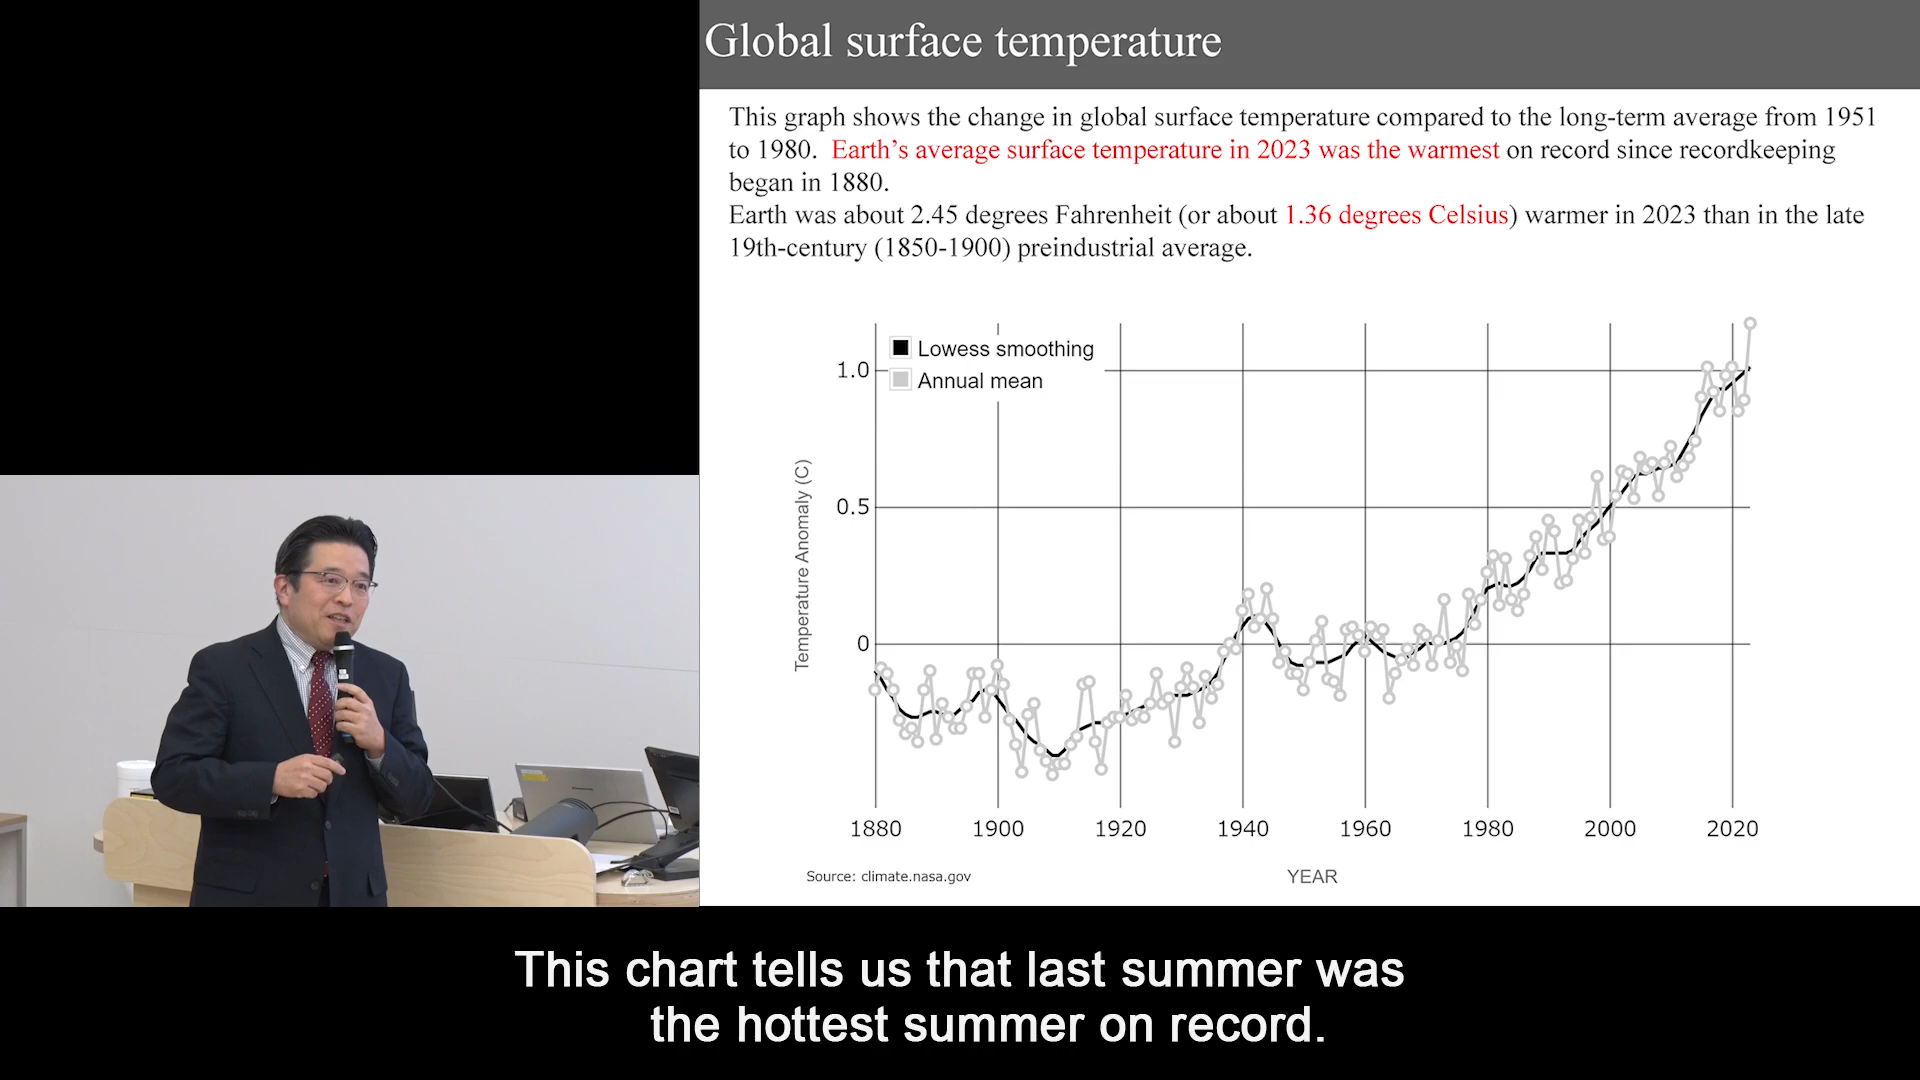 Global surface temperature
This graph shows the change in global surface temperature compared to the long-term average from 1951
to 1980.  Earth’s average surface temperature in 2023 was the warmest on record since recordkeeping
began in 1880.
Earth was about 2.45 degrees Fahrenheit (or about 1.36 degrees Celsius) warmer in 2023 than in the late
19th-century (1850-1900) preindustrial average.
Lowess smoothing
Annual mean
1.0
0.5
0
Temperature Anomaly (C)
1880 1900 1920 1940 1960 1980 2000 2020
Source: climate.nasa.gov
YEAR
This chart tells us that last summer was
the hottest summer on record.